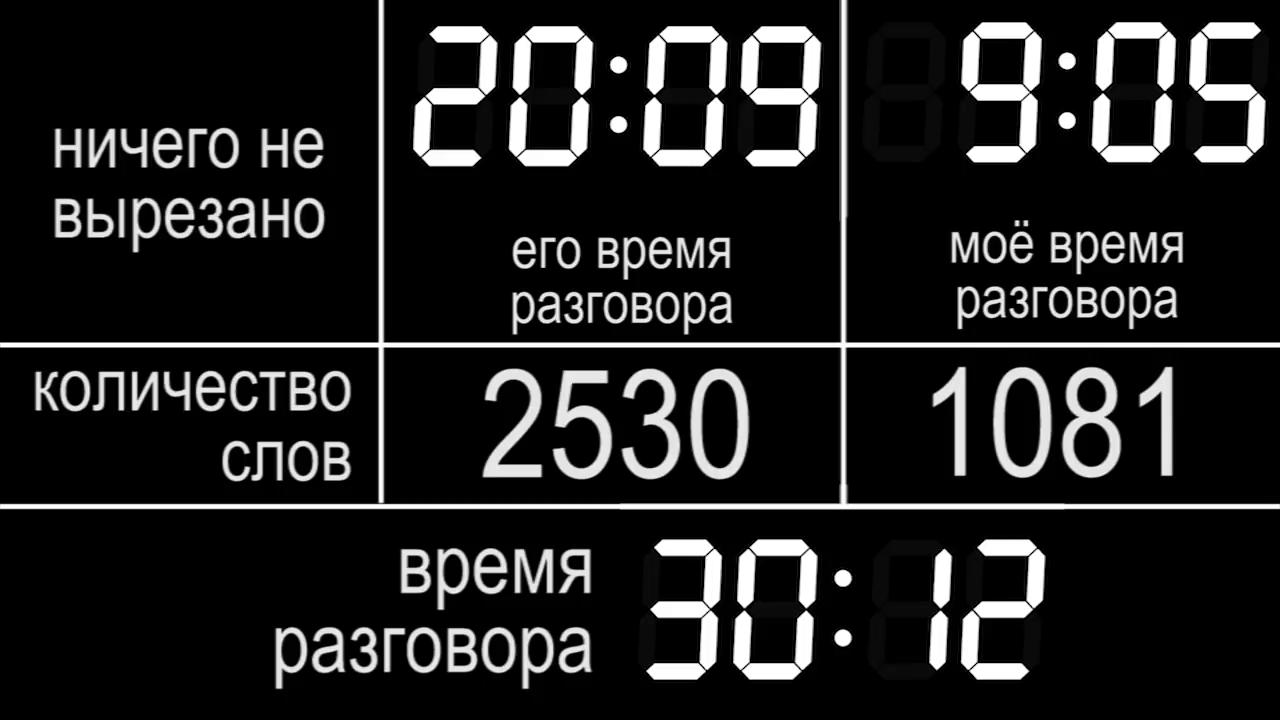 ничего не
вырезано
20:09
его время
разговора
9:05
моё время
разговора
количество
слов
2530
1081
время
разговора
30:12